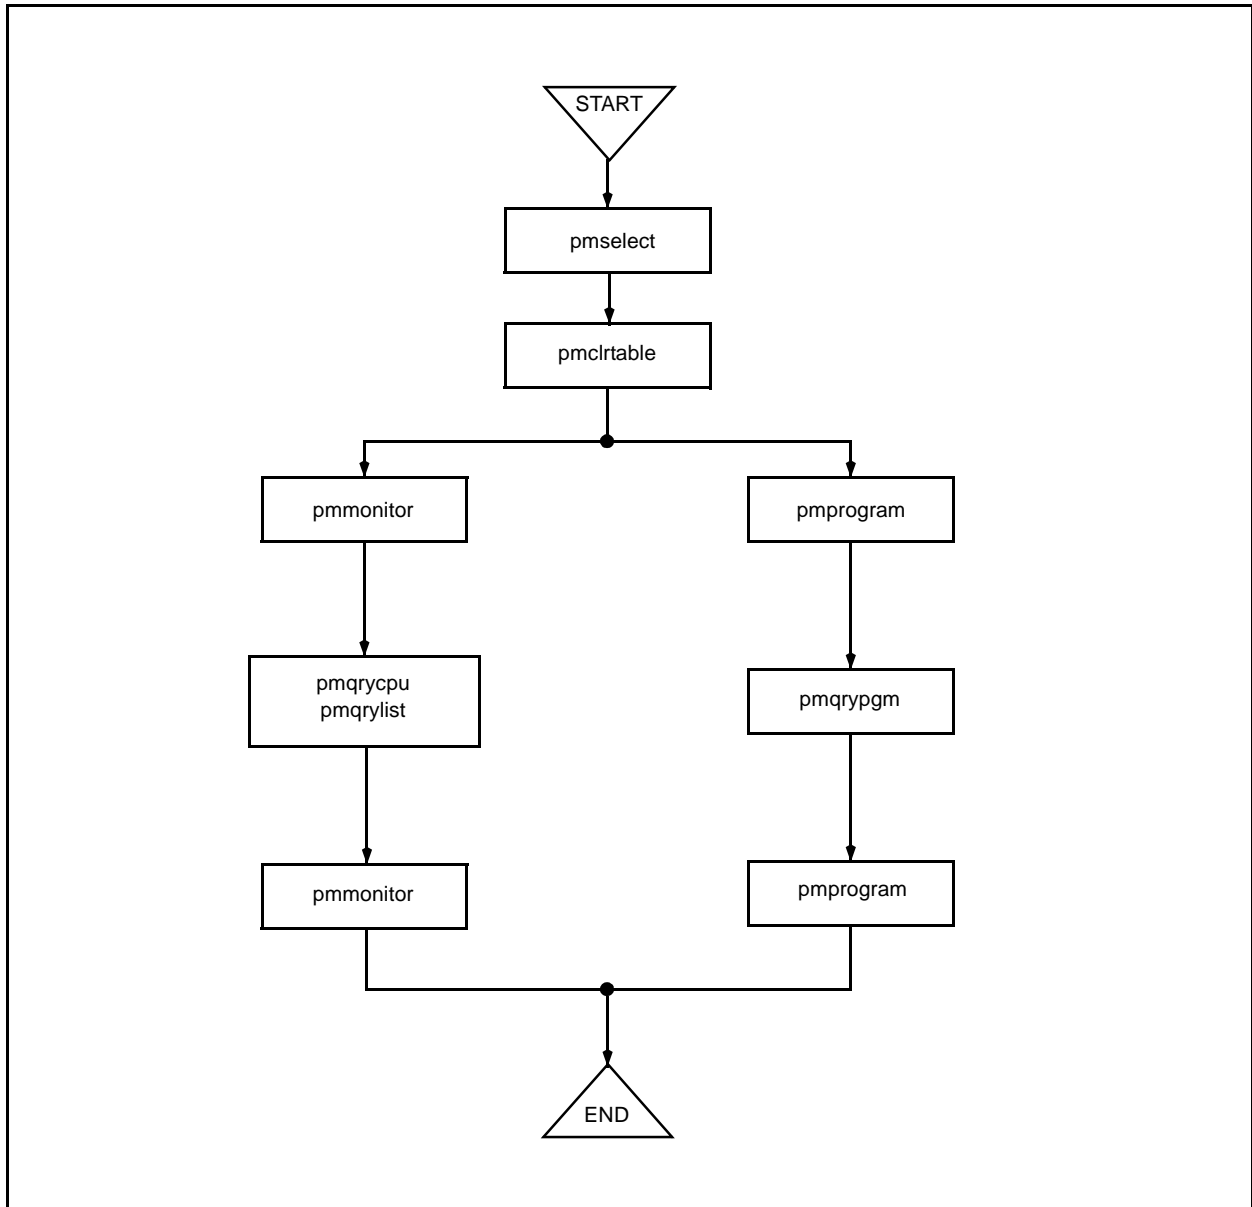 START
pmselect
pmclrtable
pmmonitor
pmprogram
pmqrycpu
pmqrylist
pmqrypgm
pmmonitor
pmprogram
END